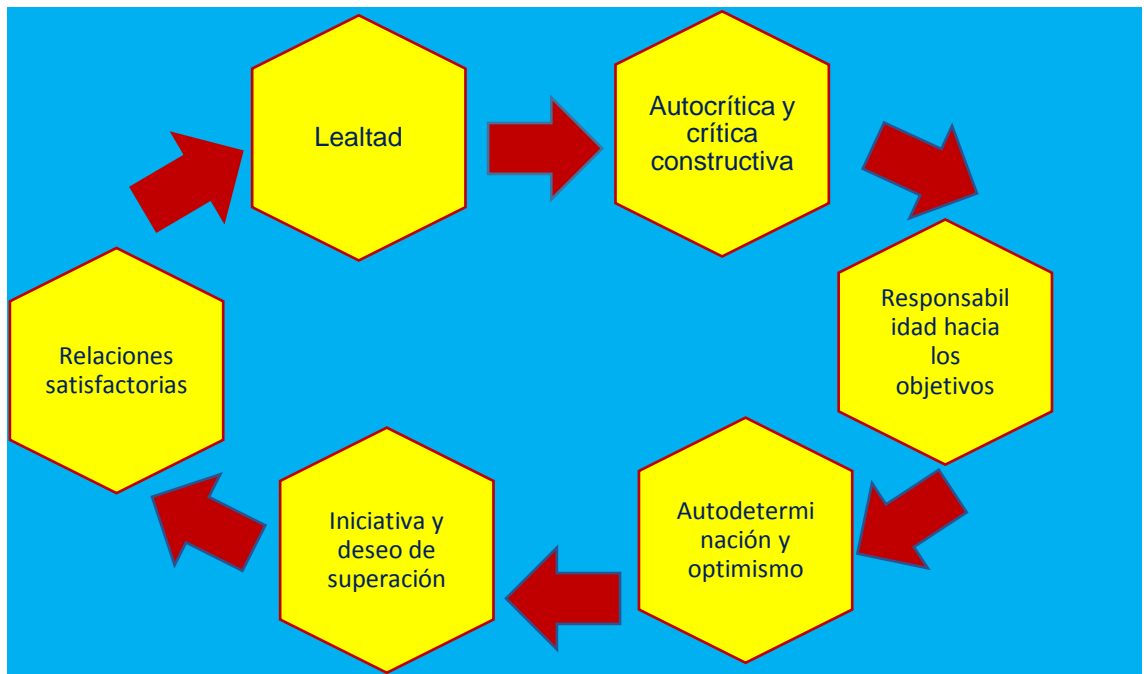 Lealtad
Autocrítica y
crítica
constructiva
Responsabil
idad hacia
los
objetivos
Autodetermi
nación y
optimismo
Iniciativa y
deseo de
superación
Relaciones
satisfactorias